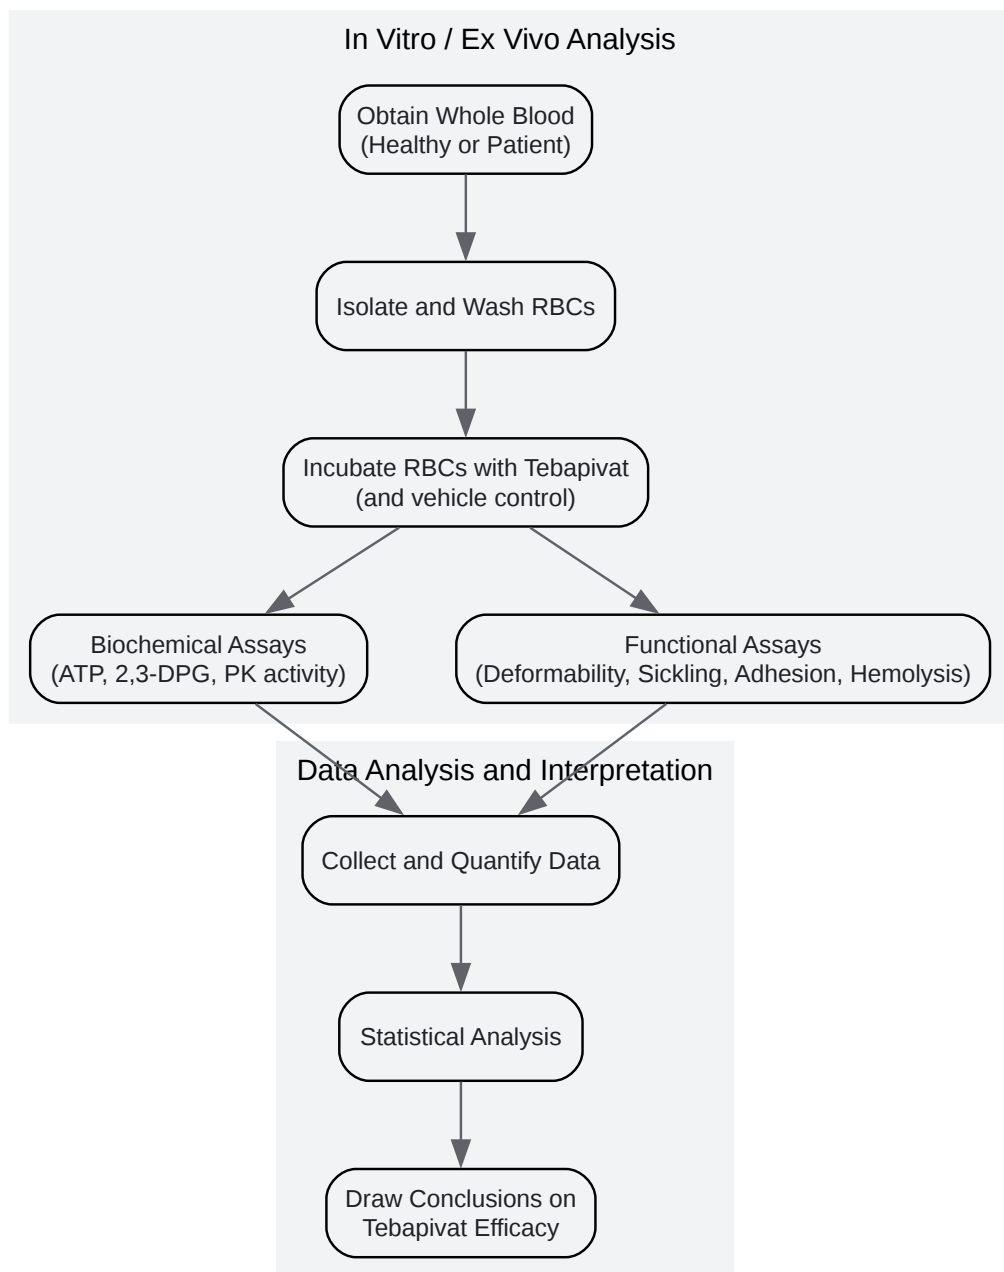 In Vitro / Ex Vivo Analysis
Obtain Whole Blood
(Healthy or Patient)
Isolate and Wash RBCs
Incubate RBCs with Tebapivat
(and vehicle control)
Biochemical Assays
(ATP, 2,3-DPG, PK activity)
Functional Assays
(Deformability, Sickling, Adhesion, Hemolysis)
Data Analysis and Interpretation
Collect and Quantify Data
Statistical Analysis
Draw Conclusions on
Tebapivat Efficacy